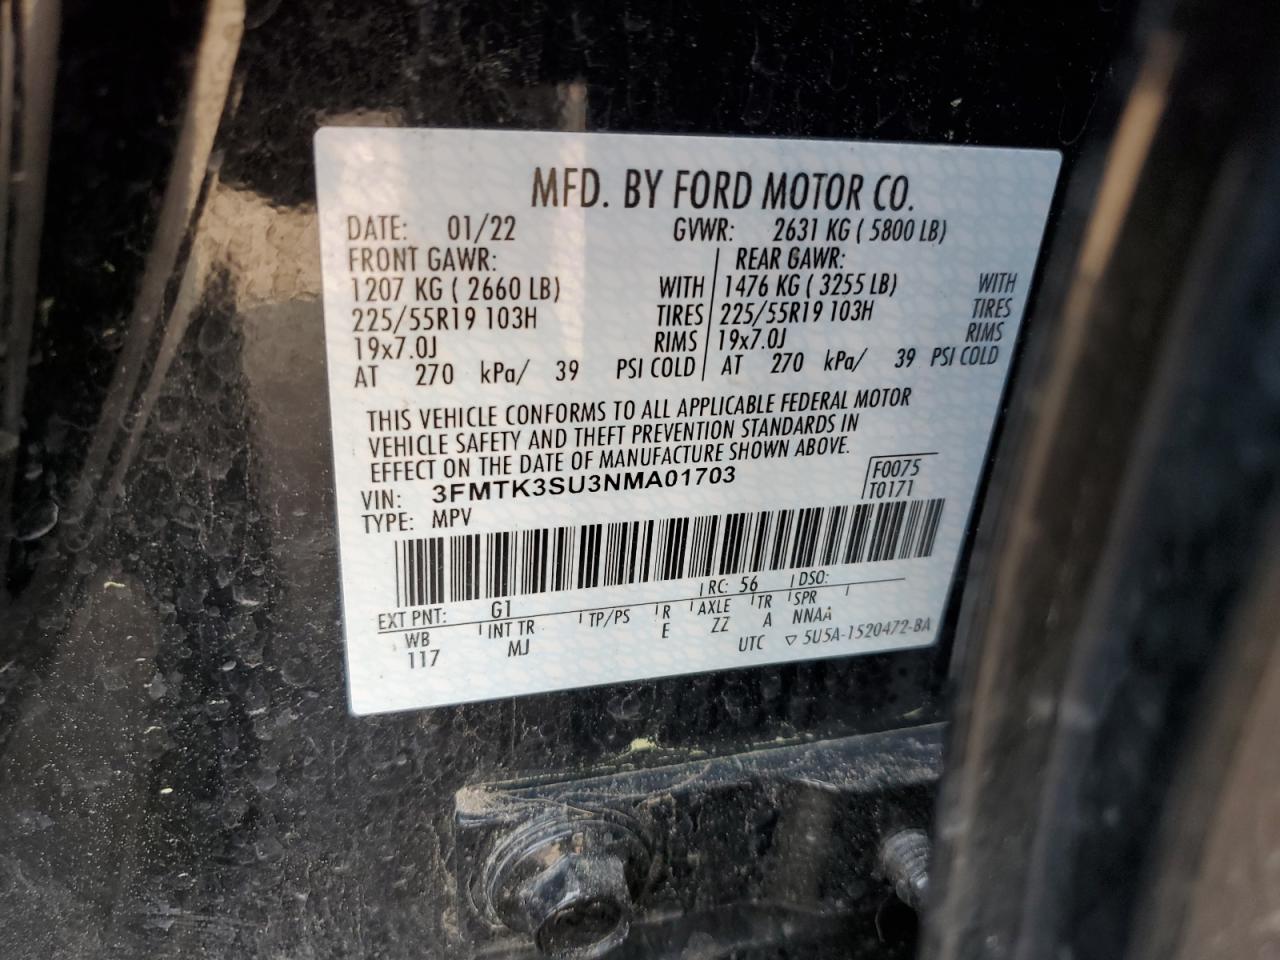 MFD. BY FORD MOTOR CO.
DATE: 01/22 GVWR: 2631 KG ( 5800 LB)
FRONT GAWR: REAR GAWR:
1207 KG ( 2660 LB) WITH 1476 KG ( 3255 LB) WITH
225/55R19 103H TIRES 225/55R19 103H TIRES
19x7.0J RIMS 19x7.0J RIMS
AT 270 kPa/ 39 PSI COLD AT 270 kPa/ 39 PSI COLD
THIS VEHICLE CONFORMS TO ALL APPLICABLE FEDERAL MOTOR
VEHICLE SAFETY AND THEFT PREVENTION STANDARDS IN
EFFECT ON THE DATE OF MANUFACTURE SHOWN ABOVE.
VIN: 3FMTK3SU3NMA01703 F0075
TYPE: MPV T0171
EXT PNT: G1 RC: 56 DSO:
WB INT TR TP/PS R AXLE TR SPR
117 MJ E ZZ A NNAA
UTC ▽ 5U5A-1520472-BA